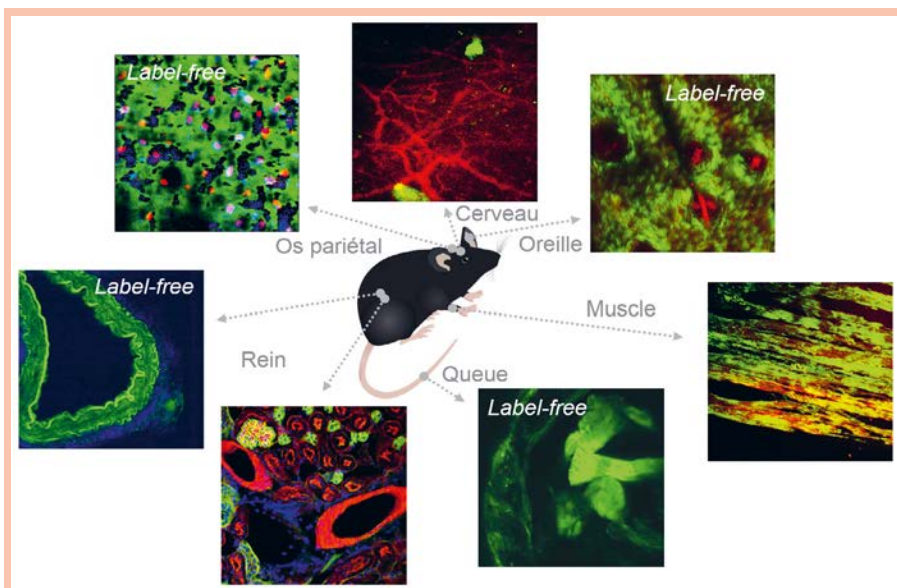 Label-free
Label-free
Cerveau
Os pariétal
Oreille
Label-free
Muscle
Rein
Queue
Label-free